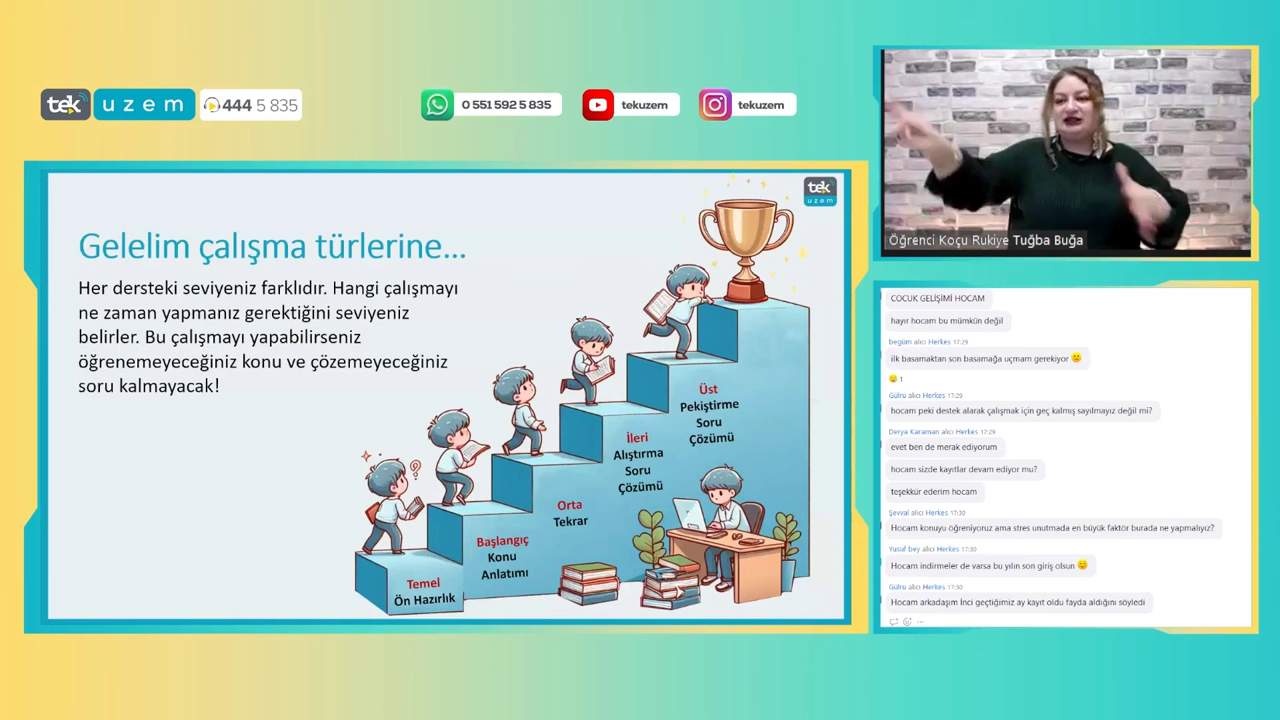 tek uzem 444 5 835
0 551 592 5 835
tekuzem
tekuzem
tek
uzem
Gelelim çalışma türlerine...
Her dersteki seviyeniz farklıdır. Hangi çalışmayı
ne zaman yapmanız gerektiğini seviyeniz
belirler. Bu çalışmayı yapabilirseniz
öğrenemeyeceğiniz konu ve çözemeyeceğiniz
soru kalmayacak!
Üst
Pekiştirme
Soru
Çözümü
İleri
Alıştırma
Soru
Çözümü
Orta
Tekrar
Başlangıç
Konu
Anlatımı
Temel
Ön Hazırlık
Öğrenci Koçu Rukiye Tuğba Buğa
COCUK GELİŞİMİ HOCAM
hayır hocam bu mümkün değil
begüm alıcı Herkes 17:29
ilk basamaktan son basamağa uçmam gerekiyor
1
Gülru alıcı Herkes 17:29
hocam peki destek alarak çalışmak için geç kalmış sayılmayız değil mi?
Derya Karaman alıcı Herkes 17:29
evet ben de merak ediyorum
hocam sizde kayıtlar devam ediyor mu?
teşekkür ederim hocam
Şevval alıcı Herkes 17:30
Hocam konuyu öğreniyoruz ama stres unutmada en büyük faktör burada ne yapmalıyız?
Yusuf bey alıcı Herkes 17:30
Hocam indirmeler de varsa bu yılın son giriş olsun
Gülru alıcı Herkes 17:30
Hocam arkadaşım İnci geçtiğimiz ay kayıt oldu fayda aldığını söyledi